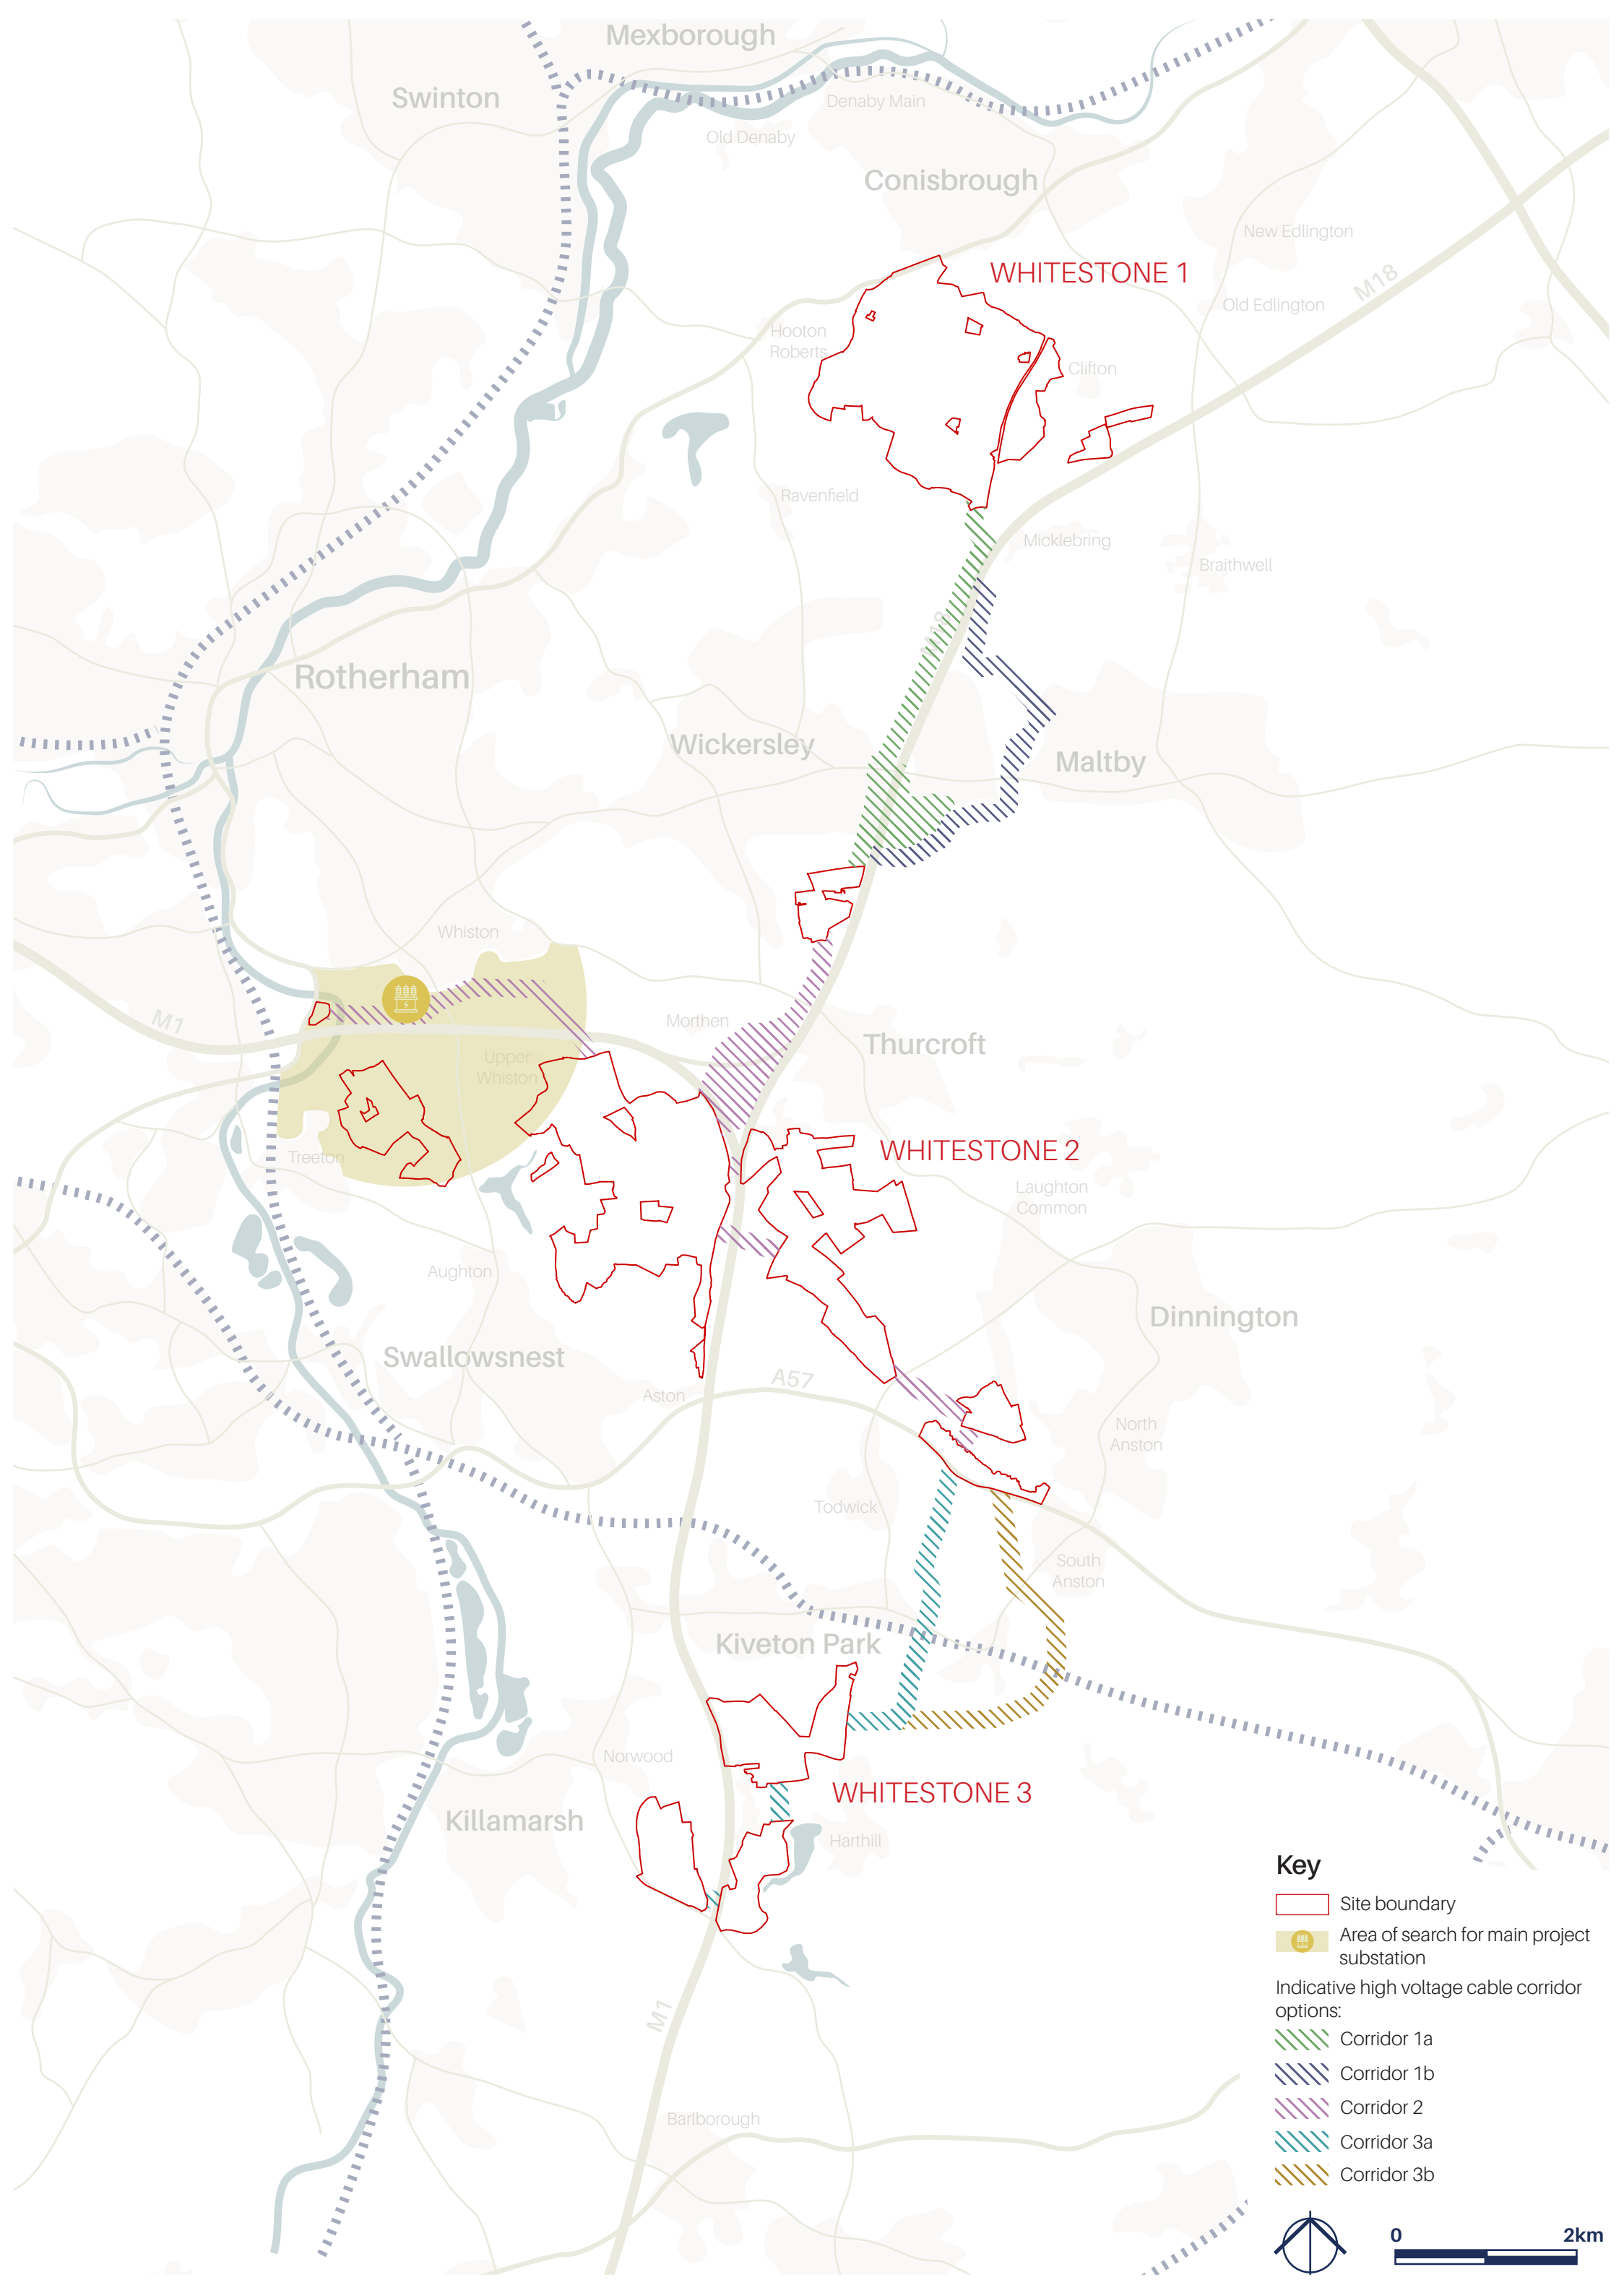 Mexborough
Swinton
Denaby Main
Old Denaby
Conisbrough
New Edlington
WHITESTONE 1
M18
Old Edlington
Hooton
Roberts
Clifton
Ravenfield
Micklebring
Braithwell
M18
Rotherham
Wickersley
Maltby
Whiston
M1
Morthen
Thurcroft
Upper
Whiston
WHITESTONE 2
Treeton
Laughton
Common
Aughton
Dinnington
Swallowsnest
A57
Aston
North
Anston
Todwick
South
Anston
Kiveton Park
Norwood
WHITESTONE 3
Killamarsh
Harthill
M1
Barlborough
Key
Site boundary
Area of search for main project
substation
Indicative high voltage cable corridor
options:
Corridor 1a
Corridor 1b
Corridor 2
Corridor 3a
Corridor 3b
0 2km